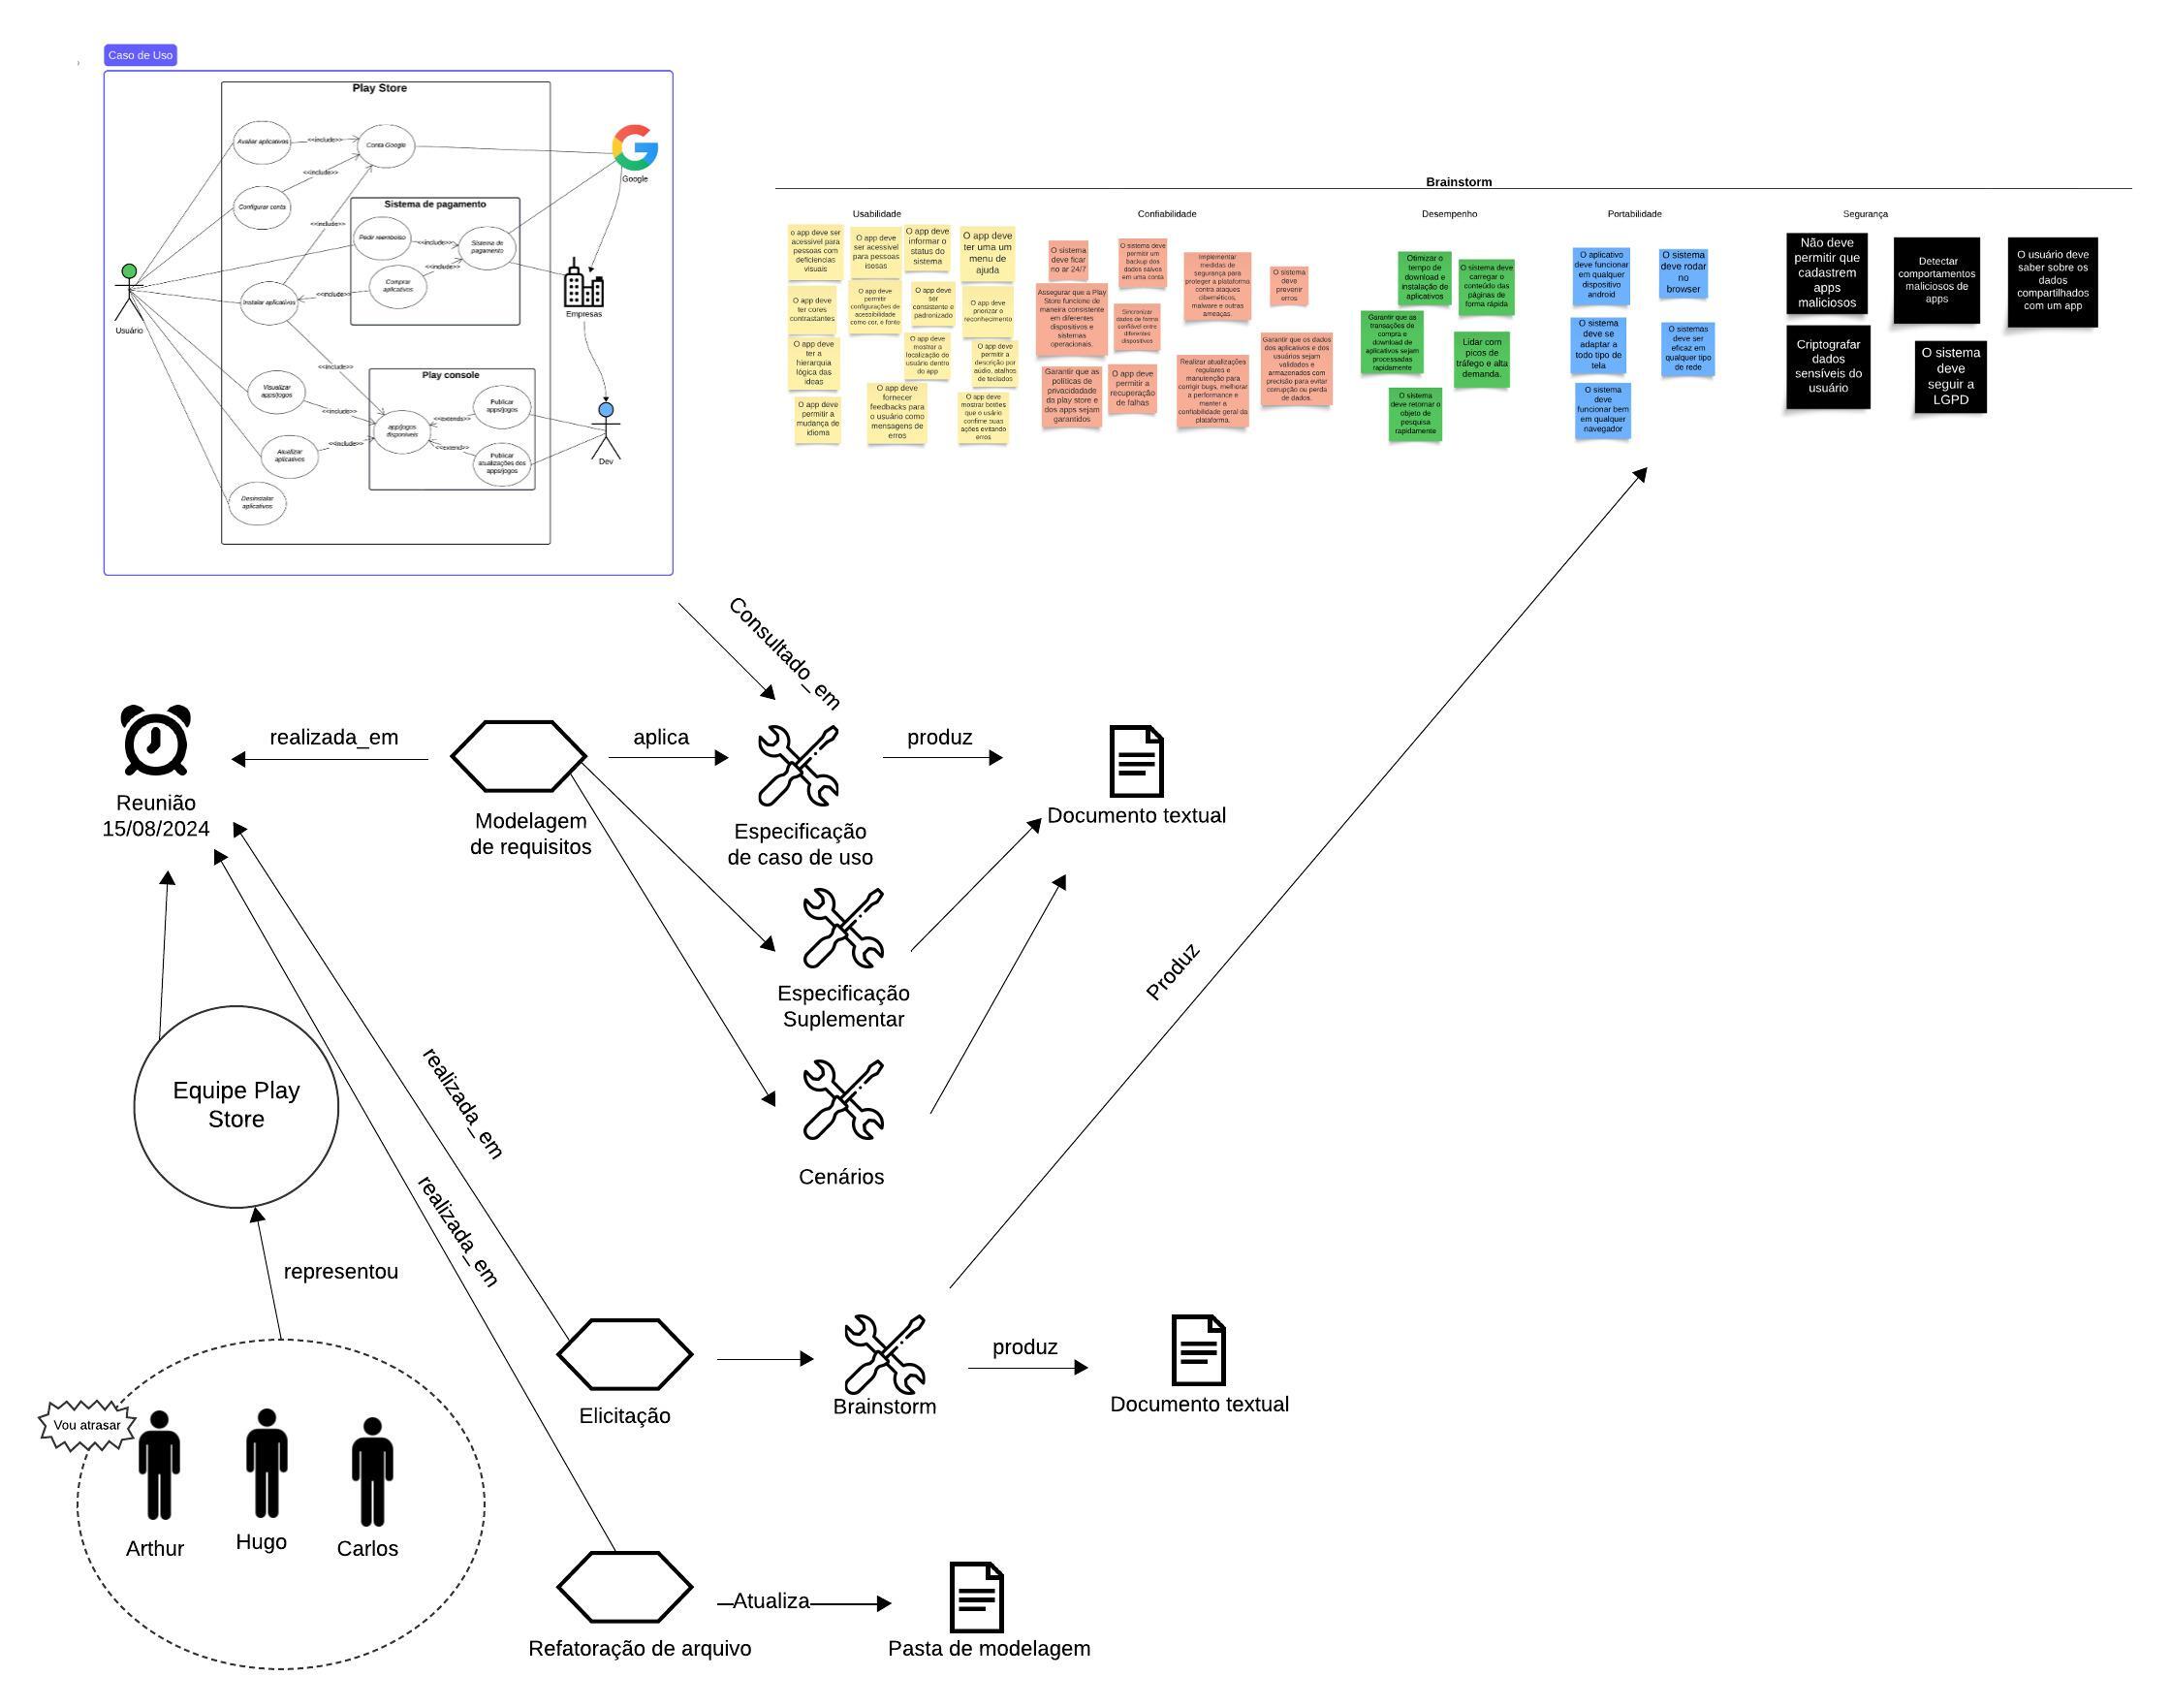 Caso de Uso
Play Store
Avaliar aplicativos
<<include>>
Conta Google
Google
<<include>>
Configurar conta
<<include>>
Sistema de pagamento
Pedir reembolso
<<include>>
Sistema de
pagamento
<<include>>
Comprar
aplicativos
<<include>>
Instalar aplicativos
Usuário
Empresas
<<include>>
Play console
Visualizar
apps/jogos
<<include>>
Publicar
apps/jogos
<<extends>>
app/jogos
disponíveis
<<include>>
<<extends>>
Atualizar
aplicativos
Publicar
atualizações dos
apps/jogos
Dev
Desinstalar
aplicativos
Brainstorm
Usabilidade
o app deve ser
acessivel para
pessoas com
deficiencias
visuais
O app deve
ser acessivel
para pessoas
isosas
O app deve
informar o
status do
sistema
O app deve
ter uma um
menu de
ajuda
O app deve
ter cores
contrastantes
O app deve
permitir
configurações de
acessibilidade
como cor, e fonte
O app deve
ser
consistente e
padronizado
O app deve
priorizar o
reconhecimento
O app deve
ter a
hierarquia
lógica das
ideas
O app deve
mostrar a
localização do
usuário dentro
do app
O app deve
permitir a
descrição por
audio, atalhos
de teclados
O app deve
permitir a
mudança de
idioma
O app deve
fornecer
feedbacks para
o usuário como
mensagens de
erros
O app deve
mostrar botões
que o usário
confirme suas
ações evitando
erros
Confiabilidade
O sistema
deve ficar
no ar 24/7
O sistema deve
permitir um
backup dos
dados salvos
em uma conta
Implementar
medidas de
segurança para
proteger a plataforma
contra ataques
cibernéticos,
malware e outras
ameaças.
O sistema
deve
prevenir
erros
Assegurar que a Play
Store funcione de
maneira consistente
em diferentes
dispositivos e
sistemas
operacionais.
Sincronizar
dados de forma
confiável entre
diferentes
dispositivos
Garantir que as
políticas de
privacidadade
do play store e
dos apps sejam
garantidos
O app deve
permitir a
recuperação
de falhas
Realizar atualizações
regulares e
manutenção para
corrigir bugs, melhorar
a performance e
manter a
confiabilidade geral da
plataforma.
Garantir que os dados
dos aplicativos e dos
usuários sejam
validados e
armazenados com
precisão para evitar
corrupção ou perda
de dados.
Desempenho
Otimizar o
tempo de
download e
instalação de
aplicativos
O sistema deve
carregar o
conteúdo das
páginas de
forma rápida
Garantir que as
transações de
compra e
download de
aplicativos sejam
processadas
rapidamente
Lidar com
picos de
tráfego e alta
demanda.
O sistema
deve retornar o
objeto de
pesquisa
rapidamente
Portabilidade
O aplicativo
deve funcionar
em qualquer
dispositivo
android
O sistema
deve rodar
no
browser
O sistema
deve se
adaptar a
todo tipo de
tela
O sistemas
deve ser
eficaz em
qualquer tipo
de rede
O sistema
deve
funcionar bem
em qualquer
navegador
Segurança
Não deve
permitir que
cadastrem
apps
maliciosos
Detectar
comportamentos
maliciosos de
apps
O usuário deve
saber sobre os
dados
compartilhados
com um app
Criptografar
dados
sensíveis do
usuário
O sistema
deve
seguir a
LGPD
Consultado_em
realizada_em
aplica
produz
Reunião
15/08/2024
Modelagem
de requisitos
Especificação
de caso de uso
Documento textual
Especificação
Suplementar
Produz
Equipe Play
Store
realizada_em
Cenários
realizada_em
representou
produz
Elicitação
Brainstorm
Documento textual
Vou atrasar
Arthur
Hugo
Carlos
Atualiza
Refatoração de arquivo
Pasta de modelagem